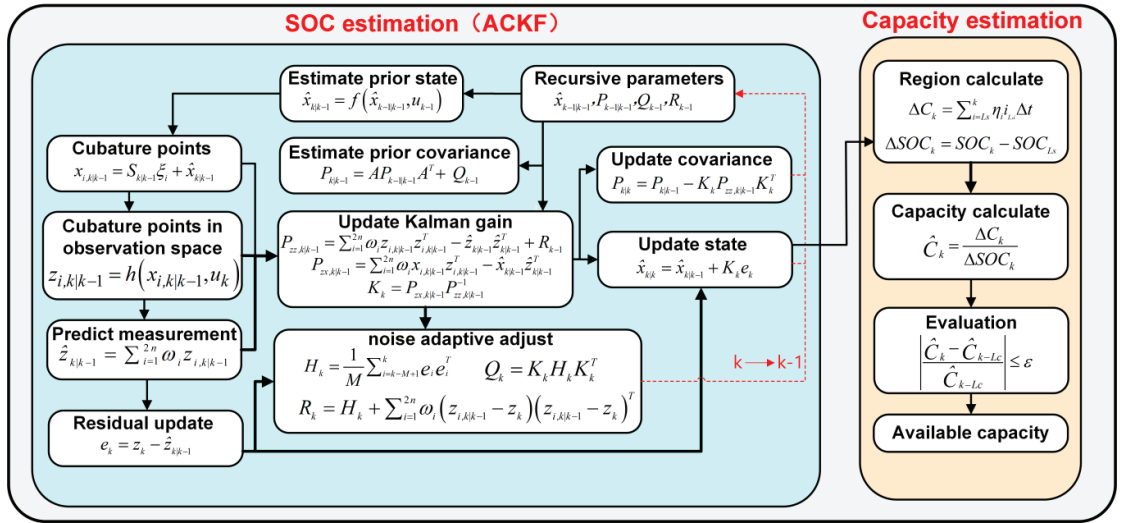 SOC estimation (ACKF)
Capacity estimation
Estimate prior state
x̂_{k|k-1} = f(x̂_{k-1|k-1}, u_{k-1})
Recursive parameters
x̂_{k-1|k-1}, P_{k-1|k-1}, Q_{k-1}, R_{k-1}
Cubature points
x_{i,k|k-1} = S_{k|k-1}ξ_i + x̂_{k|k-1}
Estimate prior covariance
P_{k|k-1} = AP_{k-1|k-1}A^T + Q_{k-1}
Update covariance
P_{k|k} = P_{k|k-1} − K_k P_{zz,k|k-1} K_k^T
Cubature points in
observation space
z_{i,k|k-1} = h(x_{i,k|k-1}, u_k)
Update Kalman gain
P_{zz,k|k-1} = ∑_{i=1}^{2n} ω_i z_{i,k|k-1} z_{i,k|k-1}^T − ẑ_{k|k-1} ẑ_{k|k-1}^T + R_{k-1}
P_{zx,k|k-1} = ∑_{i=1}^{2n} ω_i x_{i,k|k-1} z_{i,k|k-1}^T − x̂_{k|k-1} ẑ_{k|k-1}^T
K_k = P_{zx,k|k-1} P_{zz,k|k-1}^{-1}
Update state
x̂_{k|k} = x̂_{k|k-1} + K_k e_k
Predict measurement
ẑ_{k|k-1} = ∑_{i=1}^{2n} ω_i z_{i,k|k-1}
noise adaptive adjust
H_k = 1/M ∑_{i=k-M+1}^{k} e_i e_i^T    Q_k = K_k H_k K_k^T
R_k = H_k + ∑_{i=1}^{2n} ω_i (z_{i,k|k-1} − z_k)(z_{i,k|k-1} − z_k)^T
k → k-1
Residual update
e_k = z_k − ẑ_{k|k-1}
Region calculate
ΔC_k = ∑_{i=Ls}^{k} η_i i_{t,i} Δt
ΔSOC_k = SOC_k − SOC_{Ls}
Capacity calculate
Ĉ_k = ΔC_k / ΔSOC_k
Evaluation
|(Ĉ_k − Ĉ_{k-Lc}) / Ĉ_{k-Lc}| ≤ ε
Available capacity